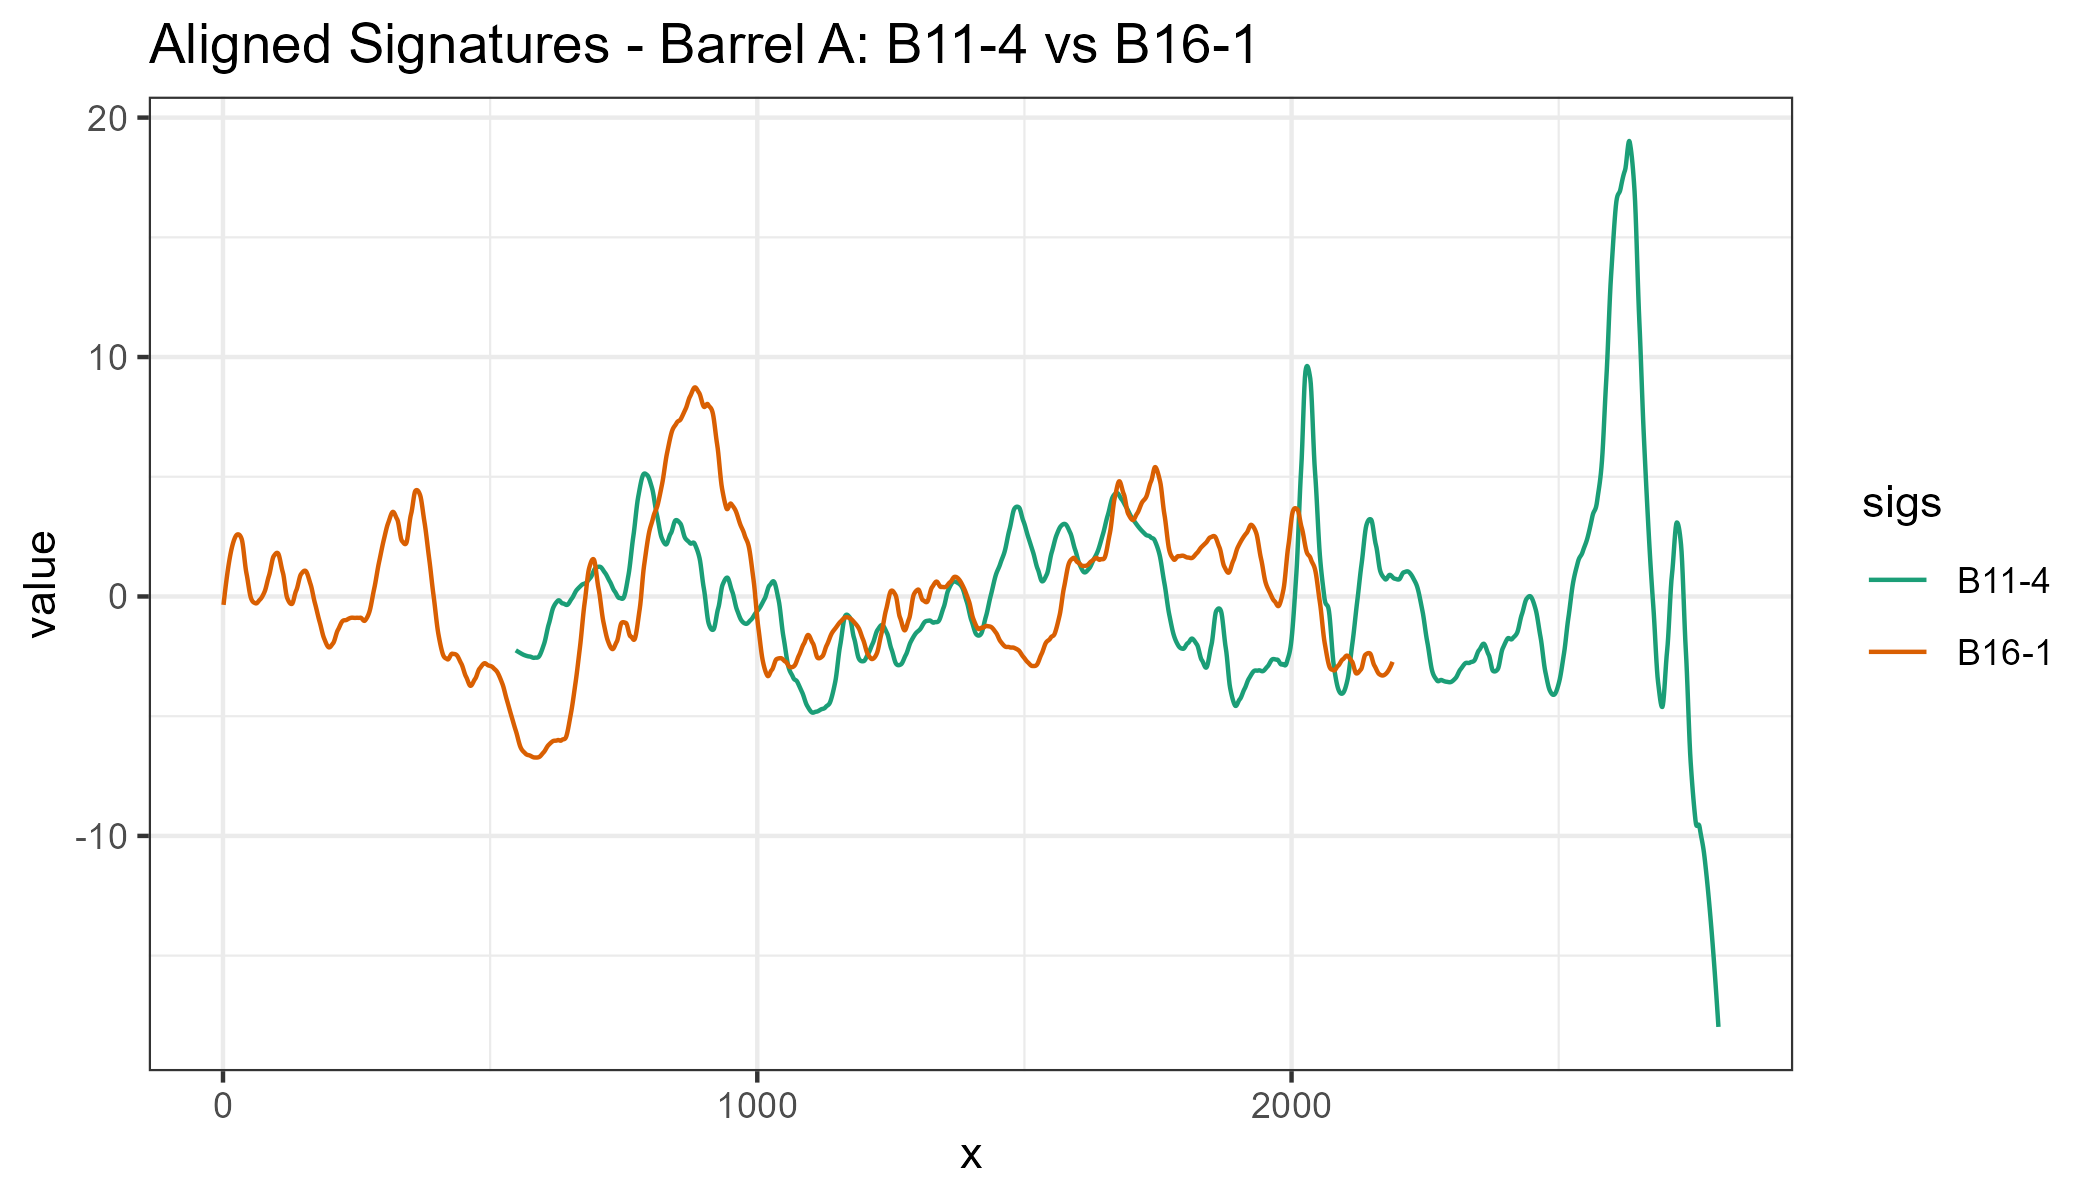 Aligned Signatures - Barrel A: B11-4 vs B16-1
20
10
0
-10
value
0 1000 2000
x
sigs
B11-4
B16-1